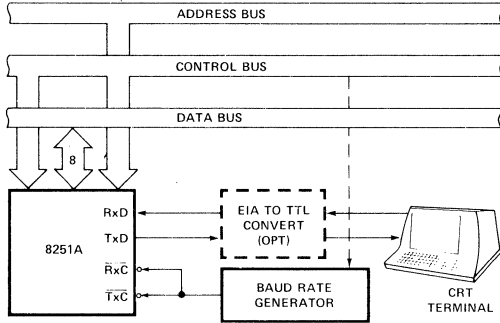 ADDRESS BUS
CONTROL BUS
DATA BUS
8
RxD
TxD
8251A
RxC
TxC
EIA TO TTL
CONVERT
(OPT)
BAUD RATE
GENERATOR
CRT
TERMINAL